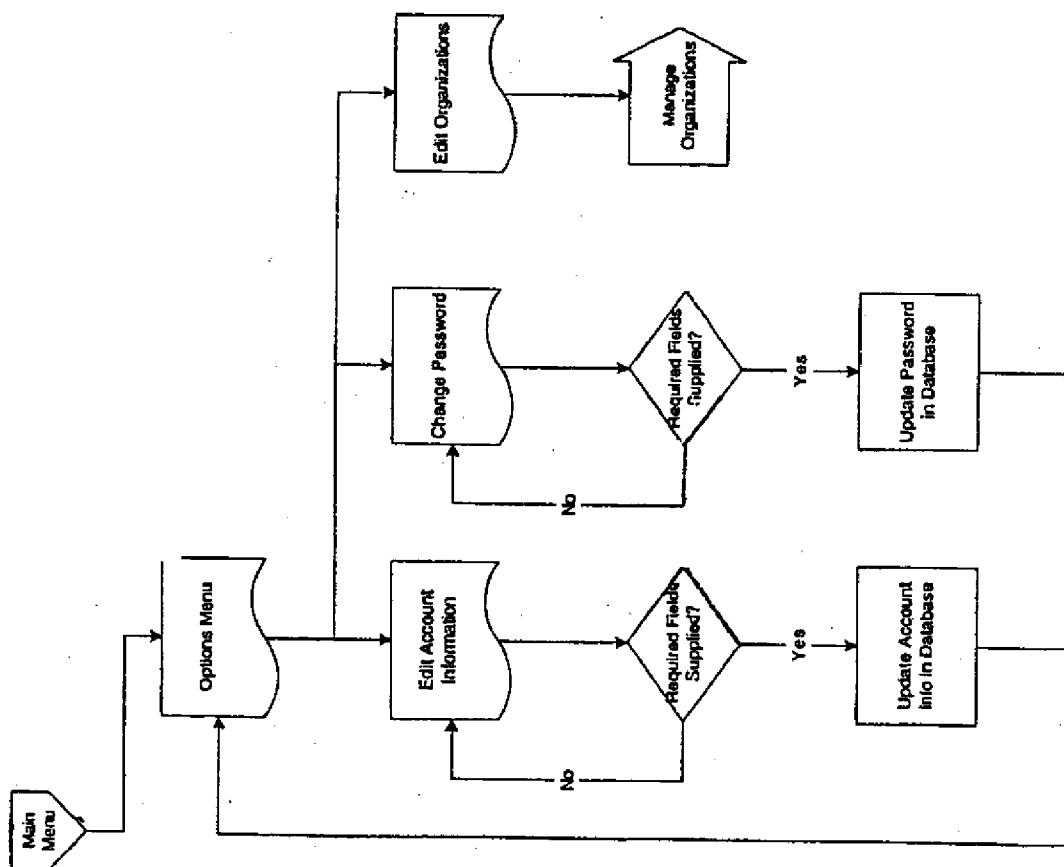 Main
Menu
Options Menu
Edit Account
Information
Change Password
Edit Organizations
No
Required Fields
Supplied?
Yes
Update Account
Info in Database
No
Required Fields
Supplied?
Yes
Update Password
in Database
Manage
Organizations